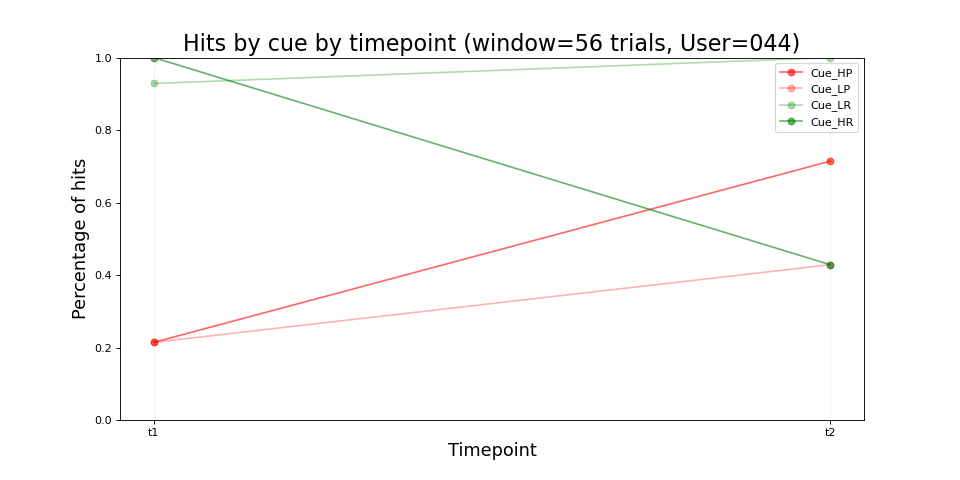 Hits by cue by timepoint (window=56 trials, User=044)
Percentage of hits
1.0
0.8
0.6
0.4
0.2
0.0
Cue_HP
Cue_LP
Cue_LR
Cue_HR
t1
t2
Timepoint